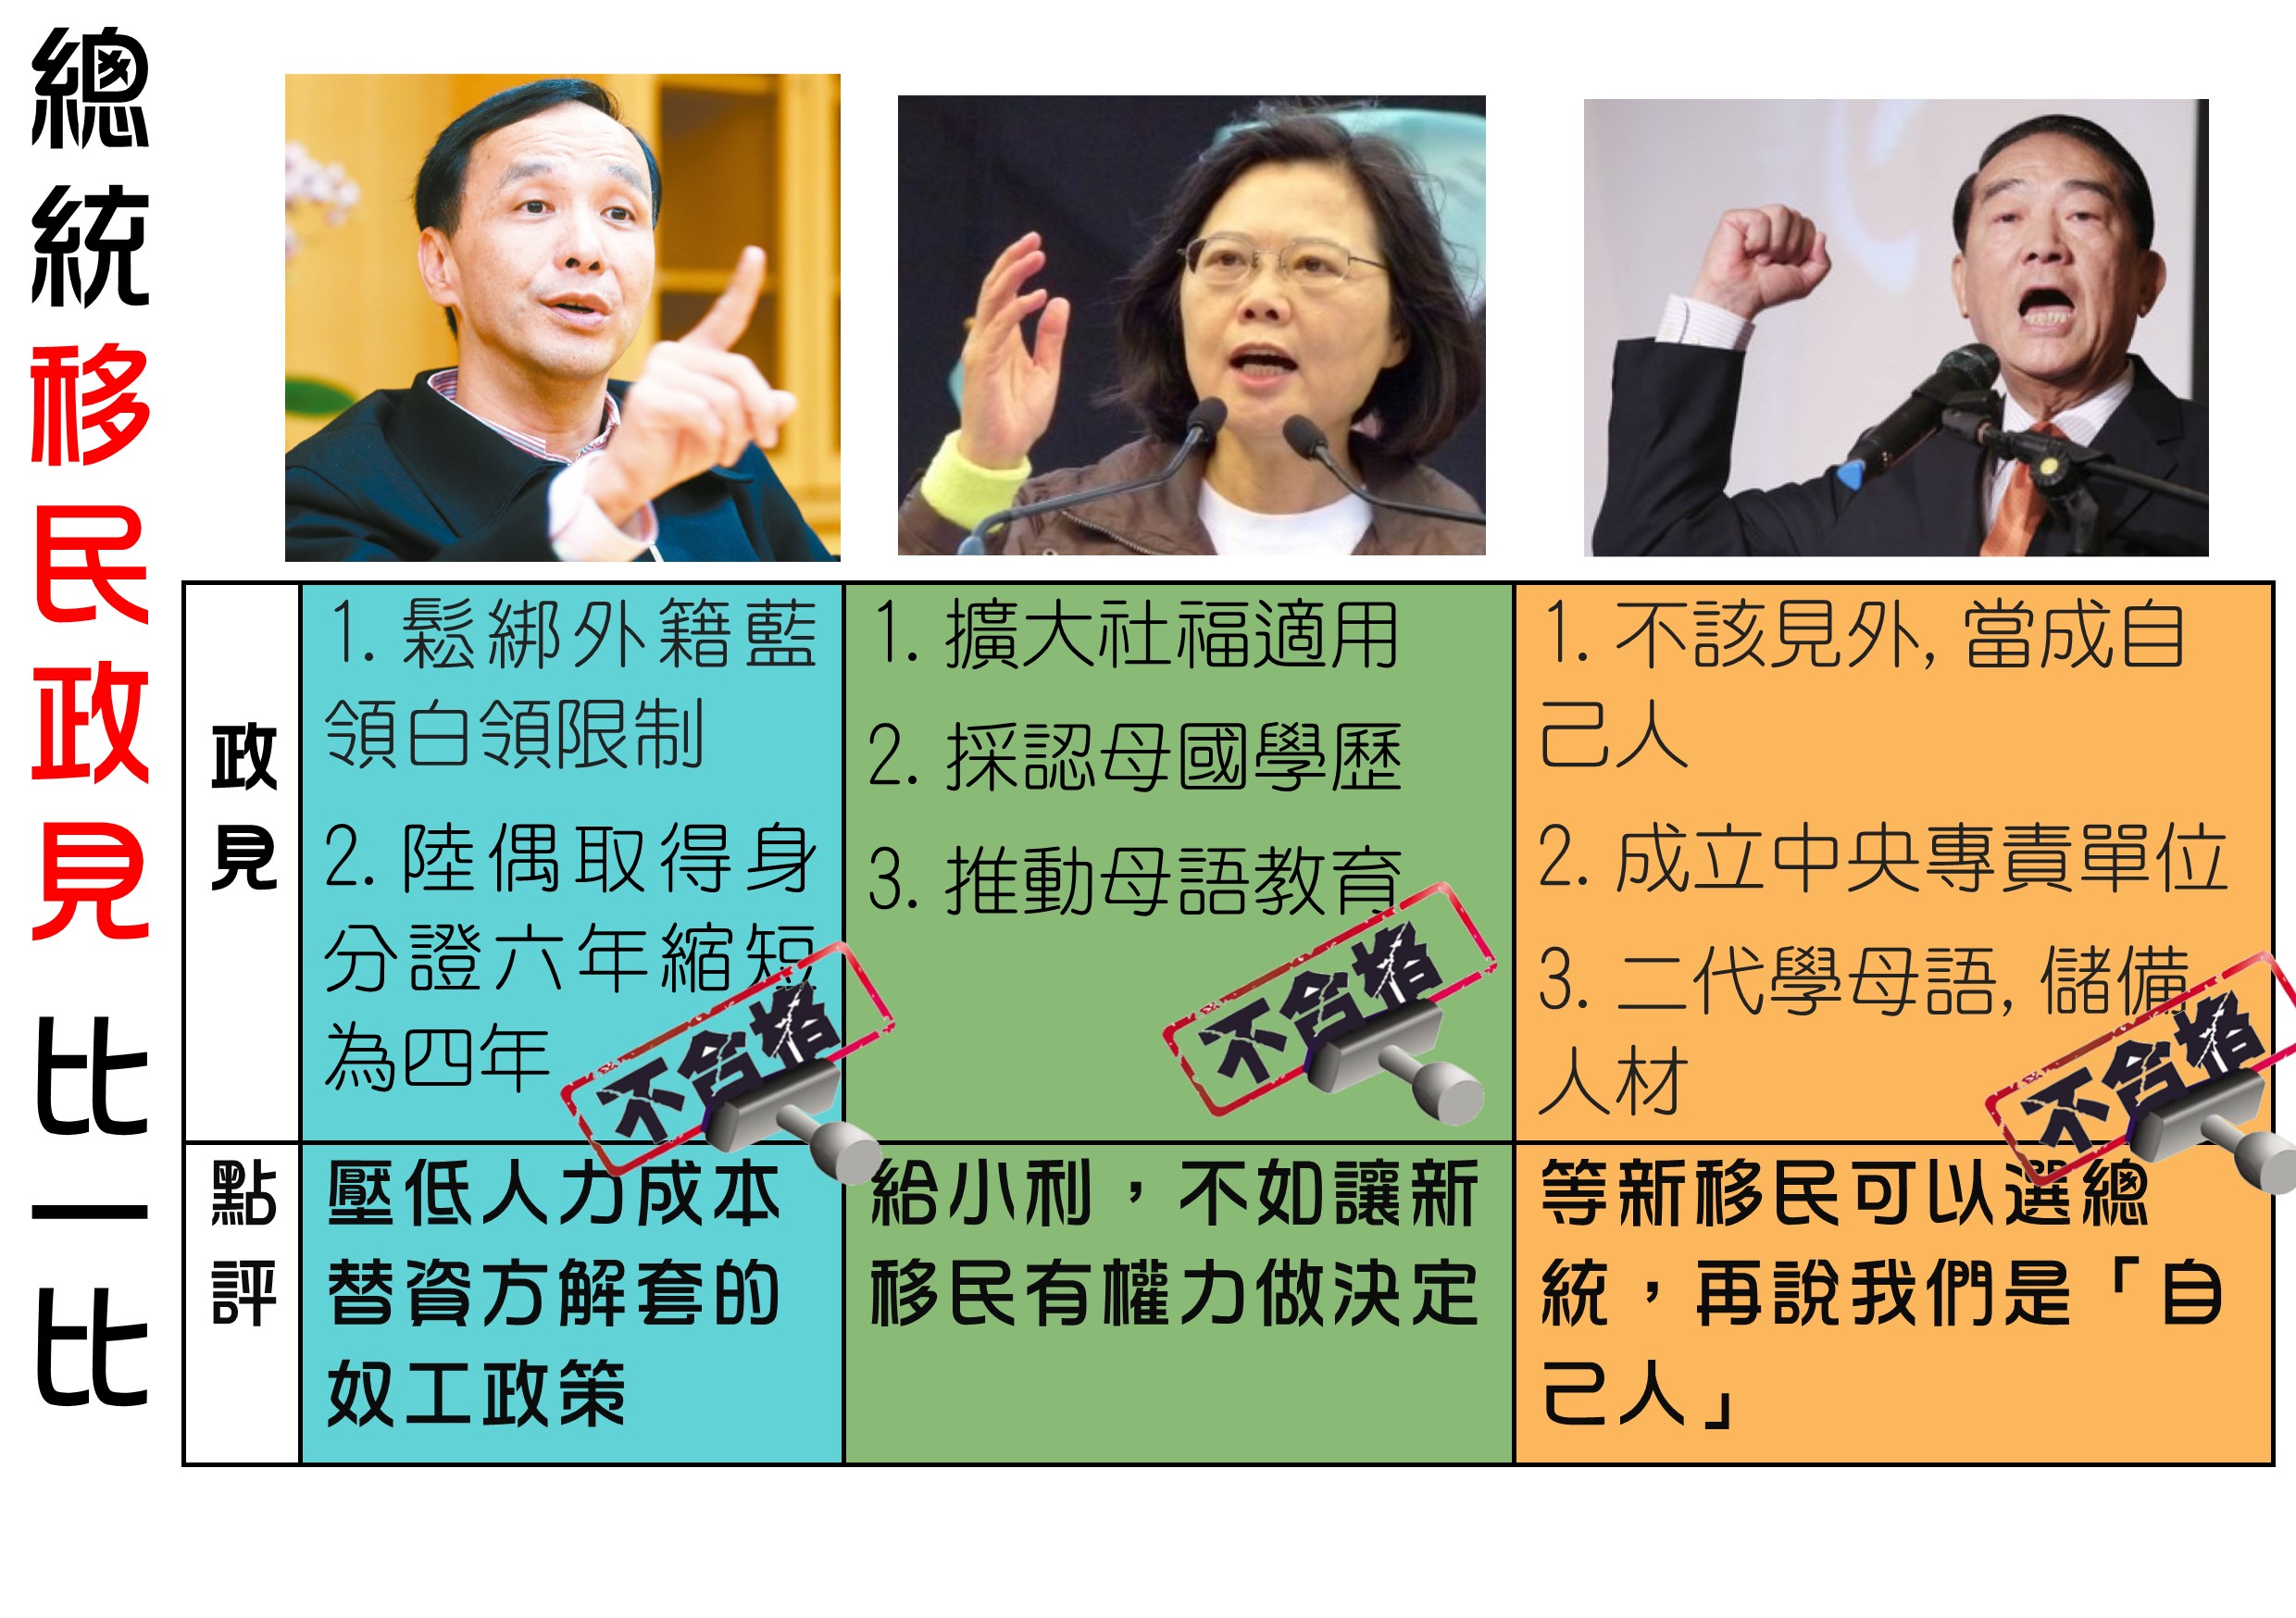 總統移民政見比一比
政見
1. 鬆綁外籍藍
領白領限制
2. 陸偶取得身
分證六年縮短
為四年
不合格
1. 擴大社福適用
2. 採認母國學歷
3. 推動母語教育
不合格
1. 不該見外, 當成自
己人
2. 成立中央專責單位
3. 二代學母語, 儲備
人材
不合格
點評
壓低人力成本
替資方解套的
奴工政策
給小利，不如讓新
移民有權力做決定
等新移民可以選總
統，再說我們是「自
己人」